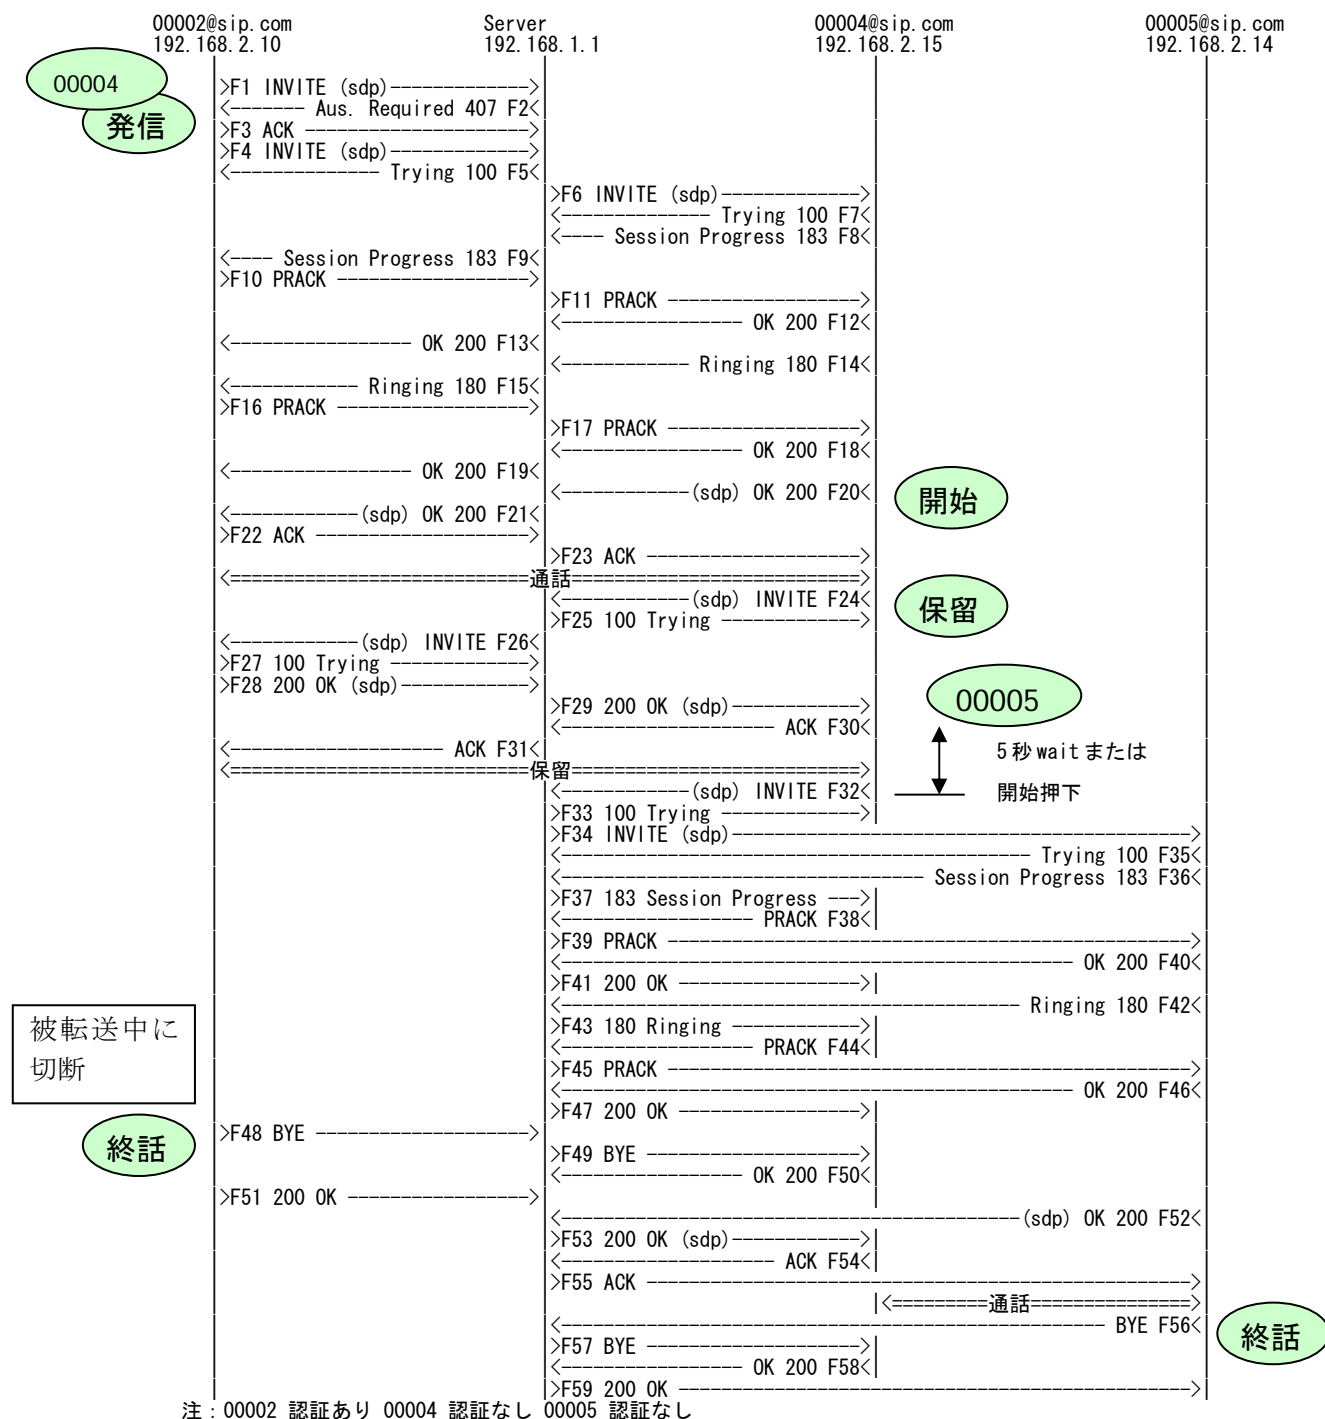 00002@sip.com Server 00004@sip.com 00005@sip.com
192.168.2.10 192.168.1.1 192.168.2.15 192.168.2.14
00004
発信
>F1 INVITE (sdp)------------->
<------- Aus. Required 407 F2<
>F3 ACK --------------------->
>F4 INVITE (sdp)------------->
<-------------- Trying 100 F5<
>F6 INVITE (sdp)------------->
<-------------- Trying 100 F7<
<---- Session Progress 183 F8<
<---- Session Progress 183 F9<
>F10 PRACK ------------------>
>F11 PRACK ------------------>
<----------------- OK 200 F12<
<----------------- OK 200 F13<
<------------ Ringing 180 F14<
<------------ Ringing 180 F15<
>F16 PRACK ------------------>
>F17 PRACK ------------------>
<----------------- OK 200 F18<
<----------------- OK 200 F19<
<------------(sdp) OK 200 F20<
開始
<------------(sdp) OK 200 F21<
>F22 ACK -------------------->
>F23 ACK -------------------->
<============================通話===========================>
<------------(sdp) INVITE F24<
保留
>F25 100 Trying ------------->
<------------(sdp) INVITE F26<
>F27 100 Trying ------------->
>F28 200 OK (sdp)------------>
00005
>F29 200 OK (sdp)------------>
<-------------------- ACK F30<
<-------------------- ACK F31<
5秒waitまたは
<============================保留===========================>
<------------(sdp) INVITE F32<
開始押下
>F33 100 Trying ------------->
>F34 INVITE (sdp)------------------------------------------->
<-------------------------------------------- Trying 100 F35<
<---------------------------------- Session Progress 183 F36<
>F37 183 Session Progress --->
<------------------ PRACK F38<
>F39 PRACK ------------------------------------------------->
<------------------------------------------------ OK 200 F40<
>F41 200 OK ----------------->
<------------------------------------------- Ringing 180 F42<
被転送中に
切断
>F43 180 Ringing ------------>
<------------------ PRACK F44<
>F45 PRACK ------------------------------------------------->
<------------------------------------------------ OK 200 F46<
>F47 200 OK ----------------->
終話
>F48 BYE -------------------->
>F49 BYE -------------------->
<----------------- OK 200 F50<
>F51 200 OK ----------------->
<-------------------------------------------(sdp) OK 200 F52<
>F53 200 OK (sdp)------------>
<-------------------- ACK F54<
>F55 ACK --------------------------------------------------->
<=========通話===============>
<--------------------------------------------------- BYE F56<
終話
>F57 BYE -------------------->
<----------------- OK 200 F58<
>F59 200 OK ------------------------------------------------>
注:00002 認証あり 00004 認証なし 00005 認証なし